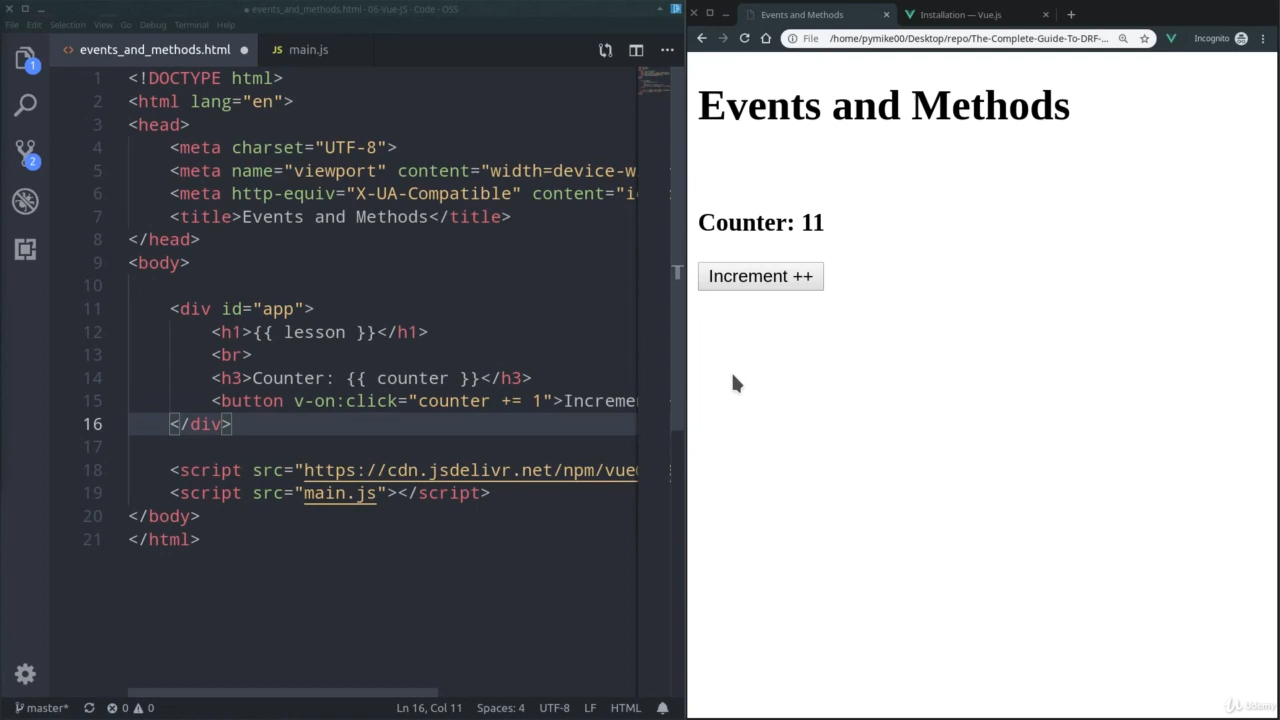 events_and_methods.html - 06-Vue-JS - Code - OSS
File Edit Selection View Go Debug Terminal Help
events_and_methods.html
JS main.js
1 <!DOCTYPE html>
2 <html lang="en">
3 <head>
4 <meta charset="UTF-8">
5 <meta name="viewport" content="width=device-w
6 <meta http-equiv="X-UA-Compatible" content="i
7 <title>Events and Methods</title>
8 </head>
9 <body>
10
11 <div id="app">
12 <h1>{{ lesson }}</h1>
13 <br>
14 <h3>Counter: {{ counter }}</h3>
15 <button v-on:click="counter += 1">Increme
16 </div>
17
18 <script src="https://cdn.jsdelivr.net/npm/vue
19 <script src="main.js"></script>
20 </body>
21 </html>
1
2
master* 0 0 Ln 16, Col 11 Spaces: 4 UTF-8 LF HTML
Events and Methods
Installation — Vue.js
File /home/pymike00/Desktop/repo/The-Complete-Guide-To-DRF-... Incognito
Events and Methods
Counter: 11
Increment ++
Udemy